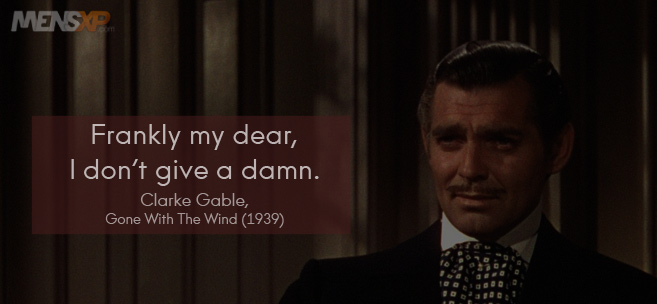 MENSXP.com
Frankly my dear,
I don't give a damn.
Clarke Gable,
Gone With The Wind (1939)